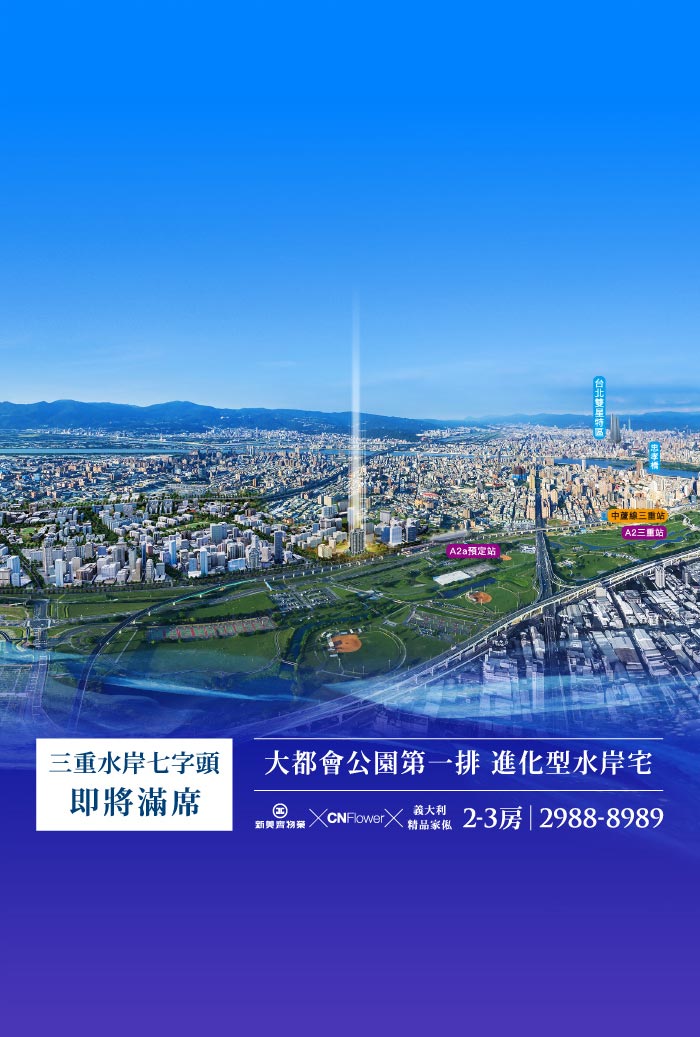 台北雙星特區
忠孝橋
中蘆線三重站
A2三重站
A2a預定站
三重水岸七字頭
即將滿席
大都會公園第一排 進化型水岸宅
新美齊物業
CNFlower
義大利
精品家俬
2-3房 | 2988-8989